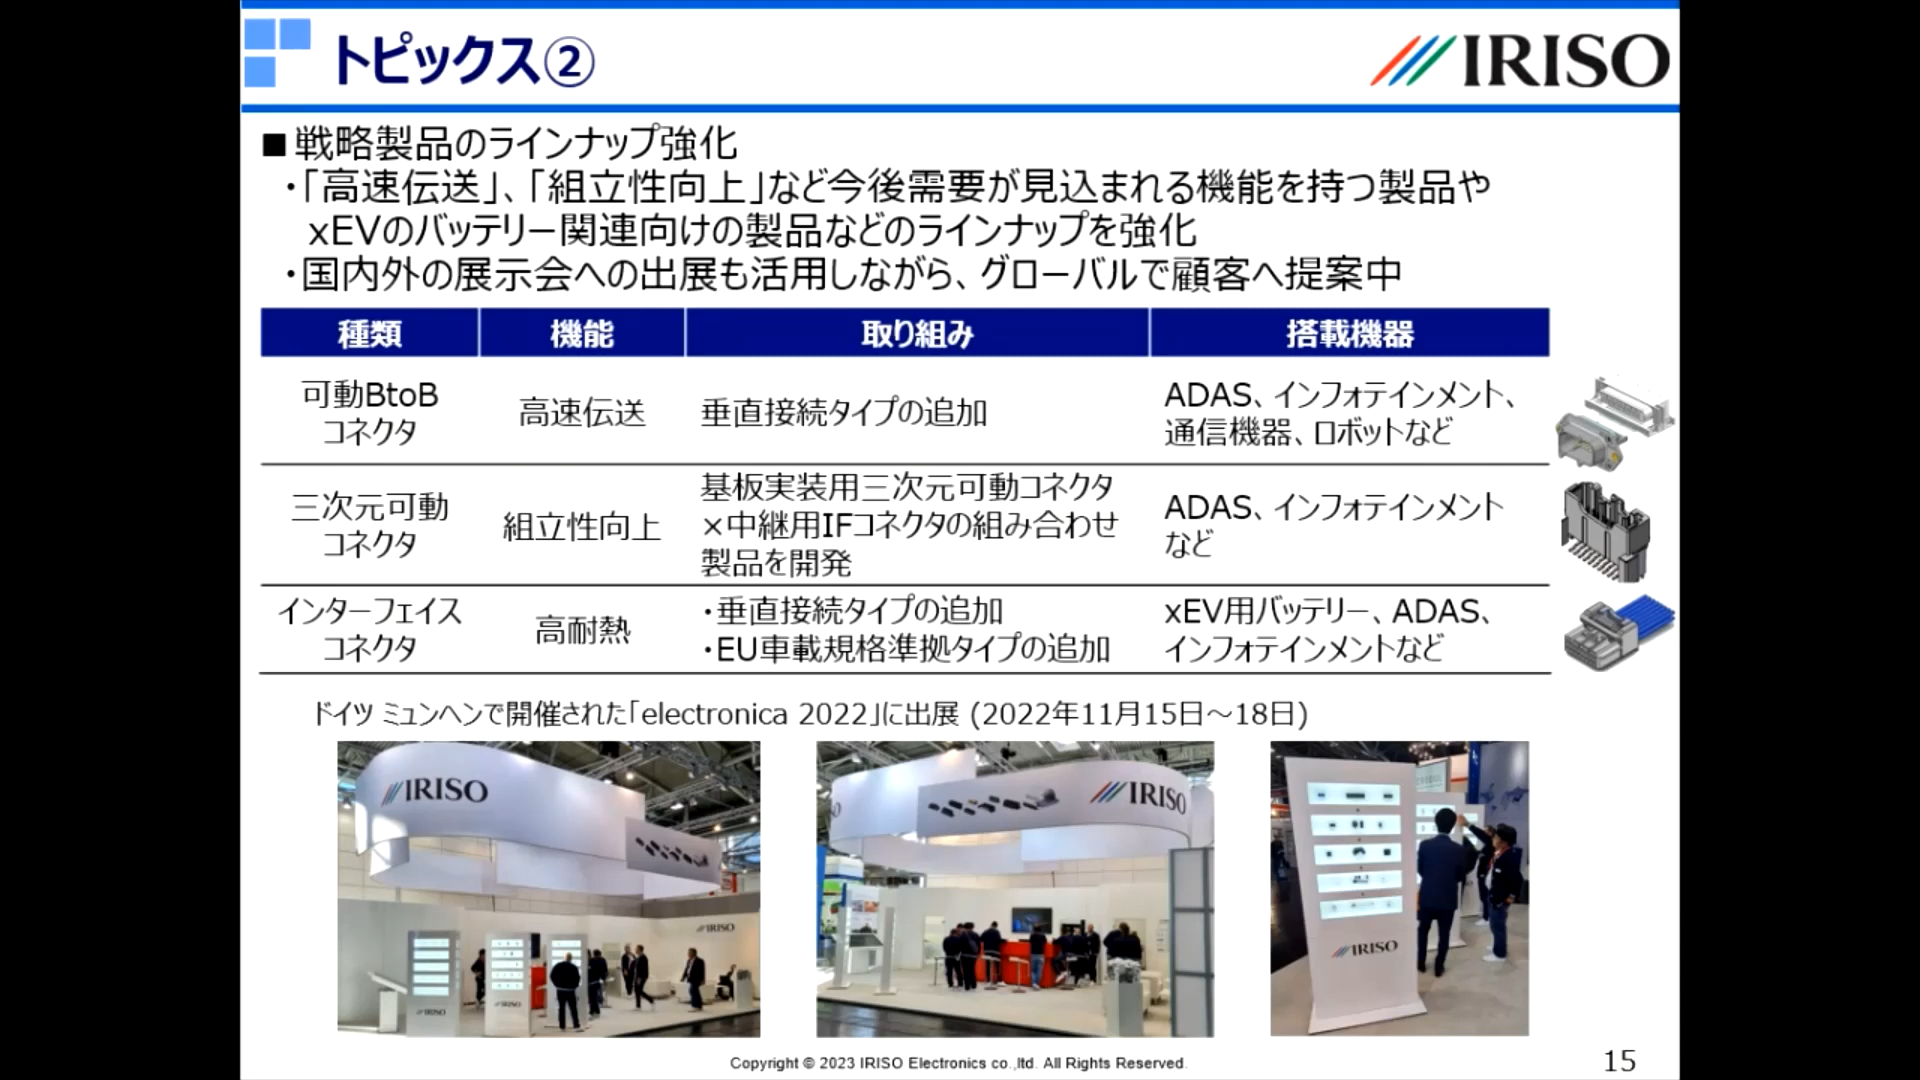 トピックス②
IRISO
■戦略製品のラインナップ強化
・「高速伝送」、「組立性向上」など今後需要が見込まれる機能を持つ製品や
xEVのバッテリー関連向けの製品などのラインナップを強化
・国内外の展示会への出展も活用しながら、グローバルで顧客へ提案中
種類 機能 取り組み 搭載機器
可動BtoB
コネクタ
高速伝送
垂直接続タイプの追加
ADAS、インフォテインメント、
通信機器、ロボットなど
三次元可動
コネクタ
組立性向上
基板実装用三次元可動コネクタ
×中継用IFコネクタの組み合わせ
製品を開発
ADAS、インフォテインメント
など
インターフェイス
コネクタ
高耐熱
・垂直接続タイプの追加
・EU車載規格準拠タイプの追加
xEV用バッテリー、ADAS、
インフォテインメントなど
ドイツ ミュンヘンで開催された「electronica 2022」に出展 (2022年11月15日～18日)
IRISO
IRISO
IRISO
IRISO
IRISO
IRISO
Copyright © 2023 IRISO Electronics co.,ltd. All Rights Reserved.
15